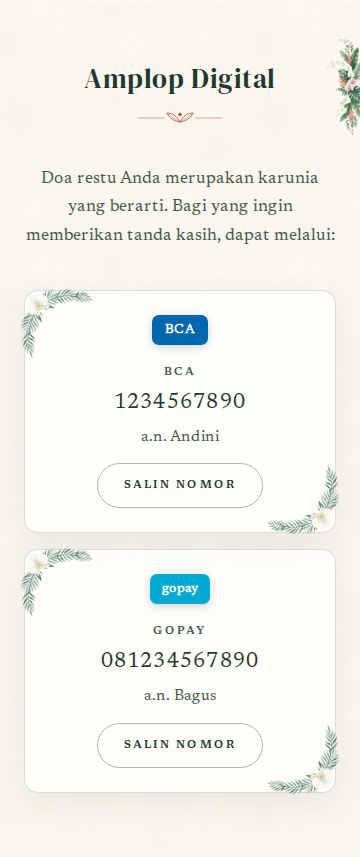 Amplop Digital
Doa restu Anda merupakan karunia
yang berarti. Bagi yang ingin
memberikan tanda kasih, dapat melalui:
BCA
BCA
1234567890
a.n. Andini
SALIN NOMOR
gopay
GOPAY
081234567890
a.n. Bagus
SALIN NOMOR